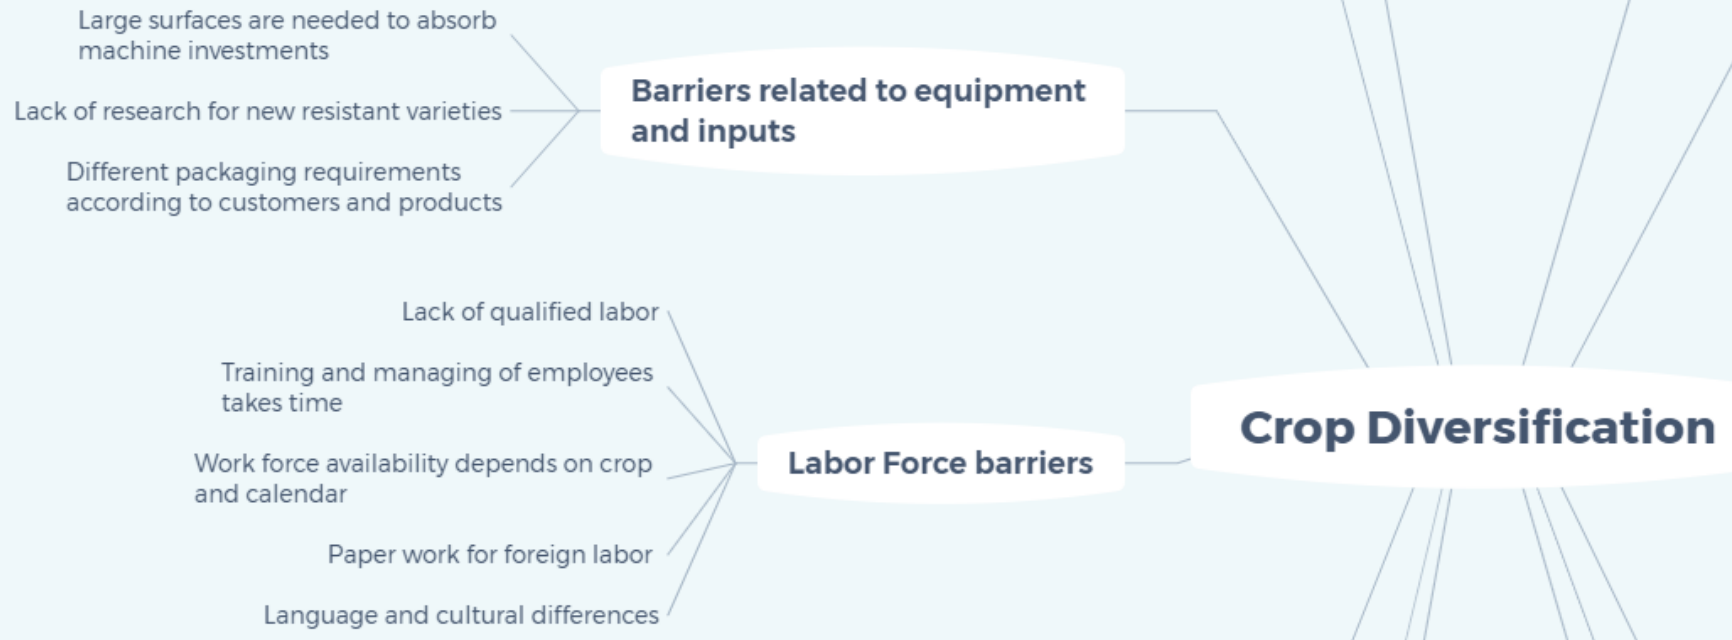 Large surfaces are needed to absorb
machine investments
Lack of research for new resistant varieties
Different packaging requirements
according to customers and products
Barriers related to equipment
and inputs
Lack of qualified labor
Training and managing of employees
takes time
Work force availability depends on crop
and calendar
Paper work for foreign labor
Language and cultural differences
Labor Force barriers
Crop Diversification